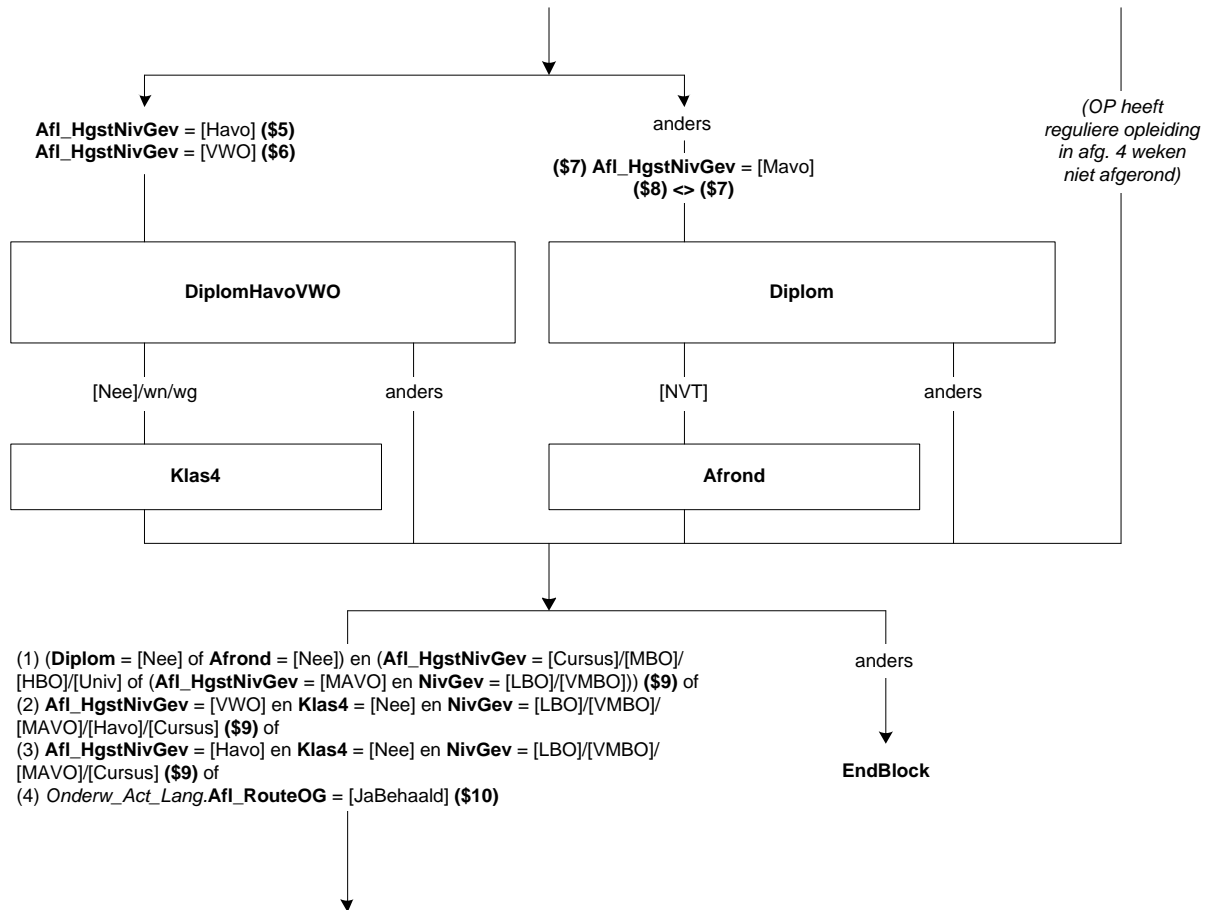 Afl_HgstNivGev = [Havo] ($5)
Afl_HgstNivGev = [VWO] ($6)
anders
($7) Afl_HgstNivGev = [Mavo]
($8) <> ($7)
(OP heeft
reguliere opleiding
in afg. 4 weken
niet afgerond)
DiplomHavoVWO
Diplom
[Nee]/wn/wg
anders
[NVT]
anders
Klas4
Afrond
(1) (Diplom = [Nee] of Afrond = [Nee]) en (Afl_HgstNivGev = [Cursus]/[MBO]/
[HBO]/[Univ] of (Afl_HgstNivGev = [MAVO] en NivGev = [LBO]/[VMBO])) ($9) of
(2) Afl_HgstNivGev = [VWO] en Klas4 = [Nee] en NivGev = [LBO]/[VMBO]/
[MAVO]/[Havo]/[Cursus] ($9) of
(3) Afl_HgstNivGev = [Havo] en Klas4 = [Nee] en NivGev = [LBO]/[VMBO]/
[MAVO]/[Cursus] ($9) of
(4) Onderw_Act_Lang.Afl_RouteOG = [JaBehaald] ($10)
anders
EndBlock